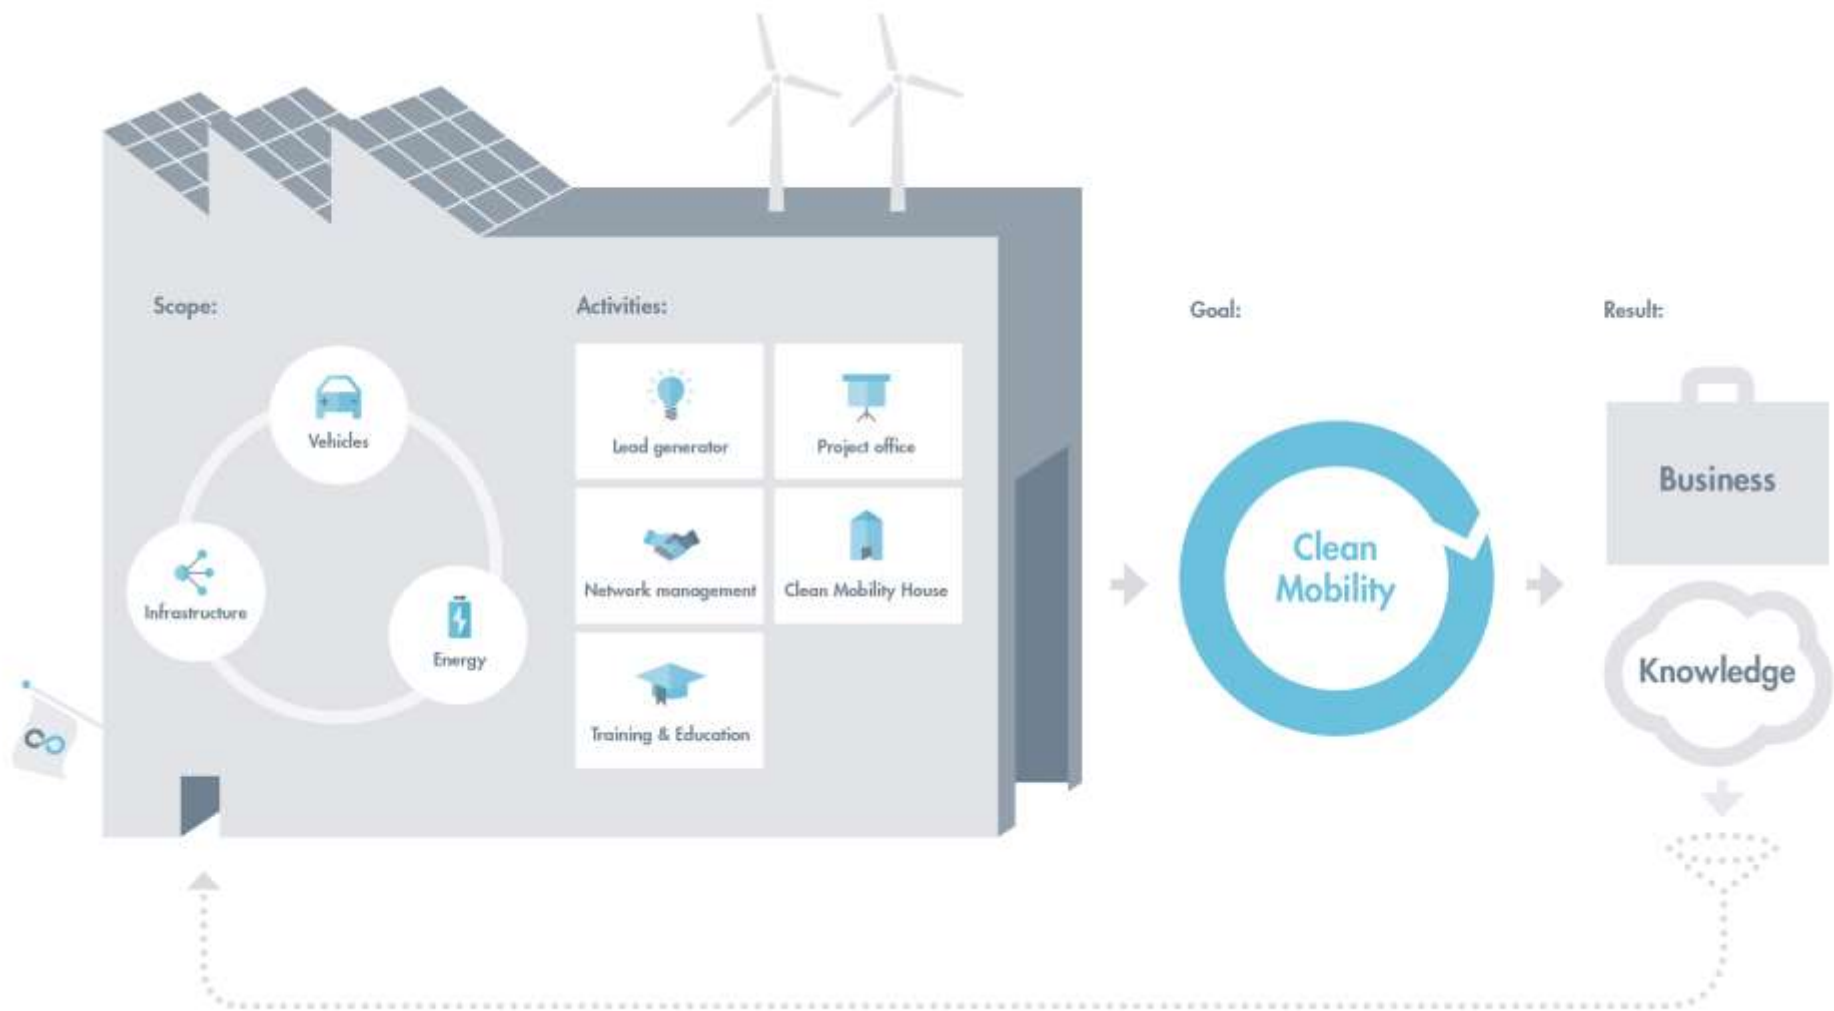 Scope:
Vehicles
Infrastructure
Energy
Activities:
Lead generator
Project office
Network management
Clean Mobility House
Training & Education
Goal:
Clean
Mobility
Result:
Business
Knowledge